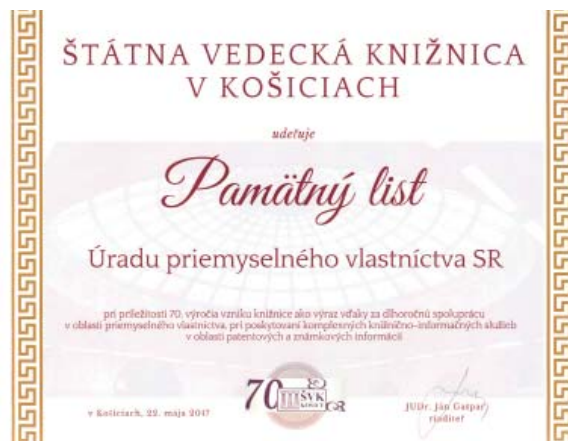 ŠTÁTNA VEDECKÁ KNIŽNICA
V KOŠICIACH
udeľuje
Pamätný list
Úradu priemyselného vlastníctva SR
pri príležitosti 70. výročia vzniku knižnice ako výraz vďaky za dlhoročnú spoluprácu
v oblasti priemyselného vlastníctva, pri poskytovaní komplexných knižnično-informačných služieb
v oblasti patentových a známkových informácií
70 ŠVK
KOŠICE
v Košiciach, 22. mája 2017
JUDr. Ján Gašpar
riaditeľ